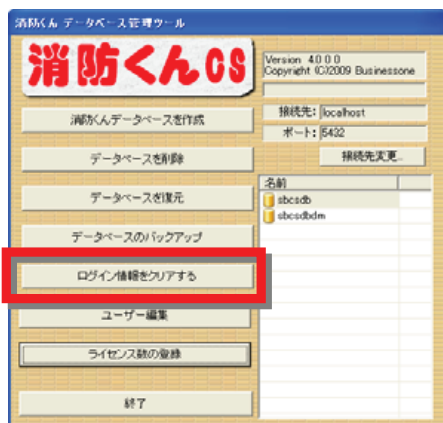 消防くん データベース管理ツール
消防くんCS
Version 4.0.0.0
Copyright (C)2009 Businessone
接続先: localhost
ポート: 5432
接続先変更...
消防くんデータベースを作成
データベースを削除
データベースを復元
データベースのバックアップ
ログイン情報をクリアする
ユーザー編集
ライセンス数の登録
終了
名前
sbcsdb
sbcsdbdm